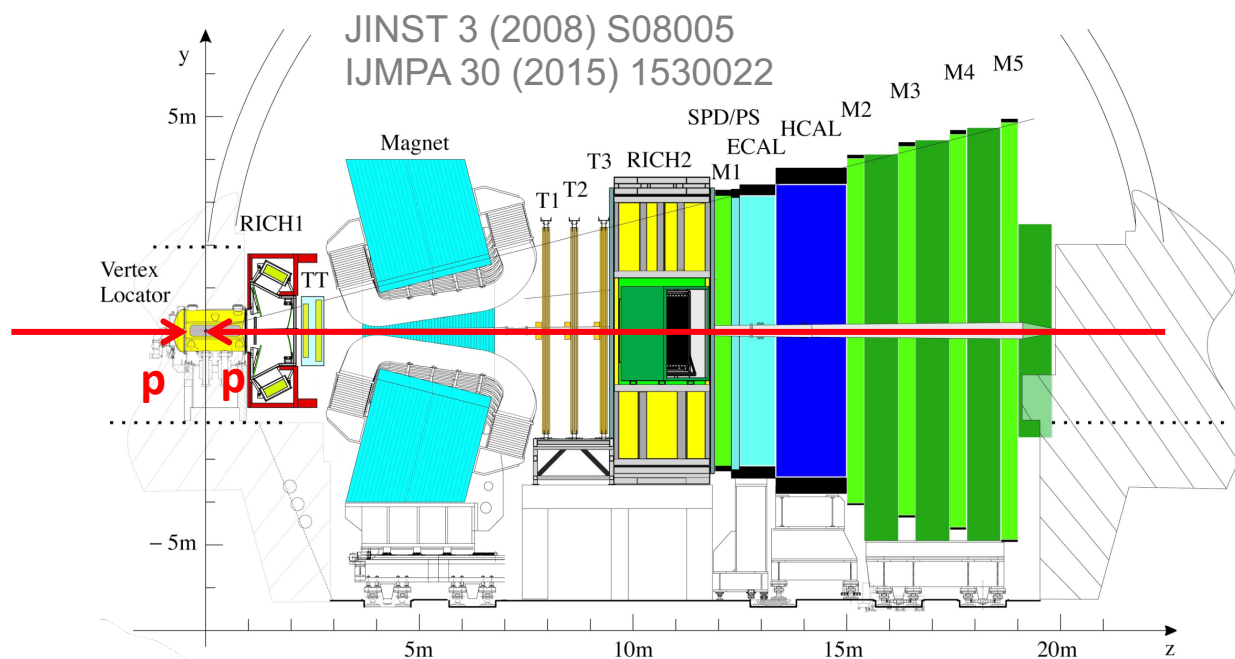 JINST 3 (2008) S08005
IJMPA 30 (2015) 1530022
y
5m
Magnet
SPD/PS
ECAL
HCAL
M2
M3
M4
M5
T1
T2
T3
RICH2
M1
RICH1
TT
Vertex
Locator
p
p
− 5m
5m
10m
15m
20m
z